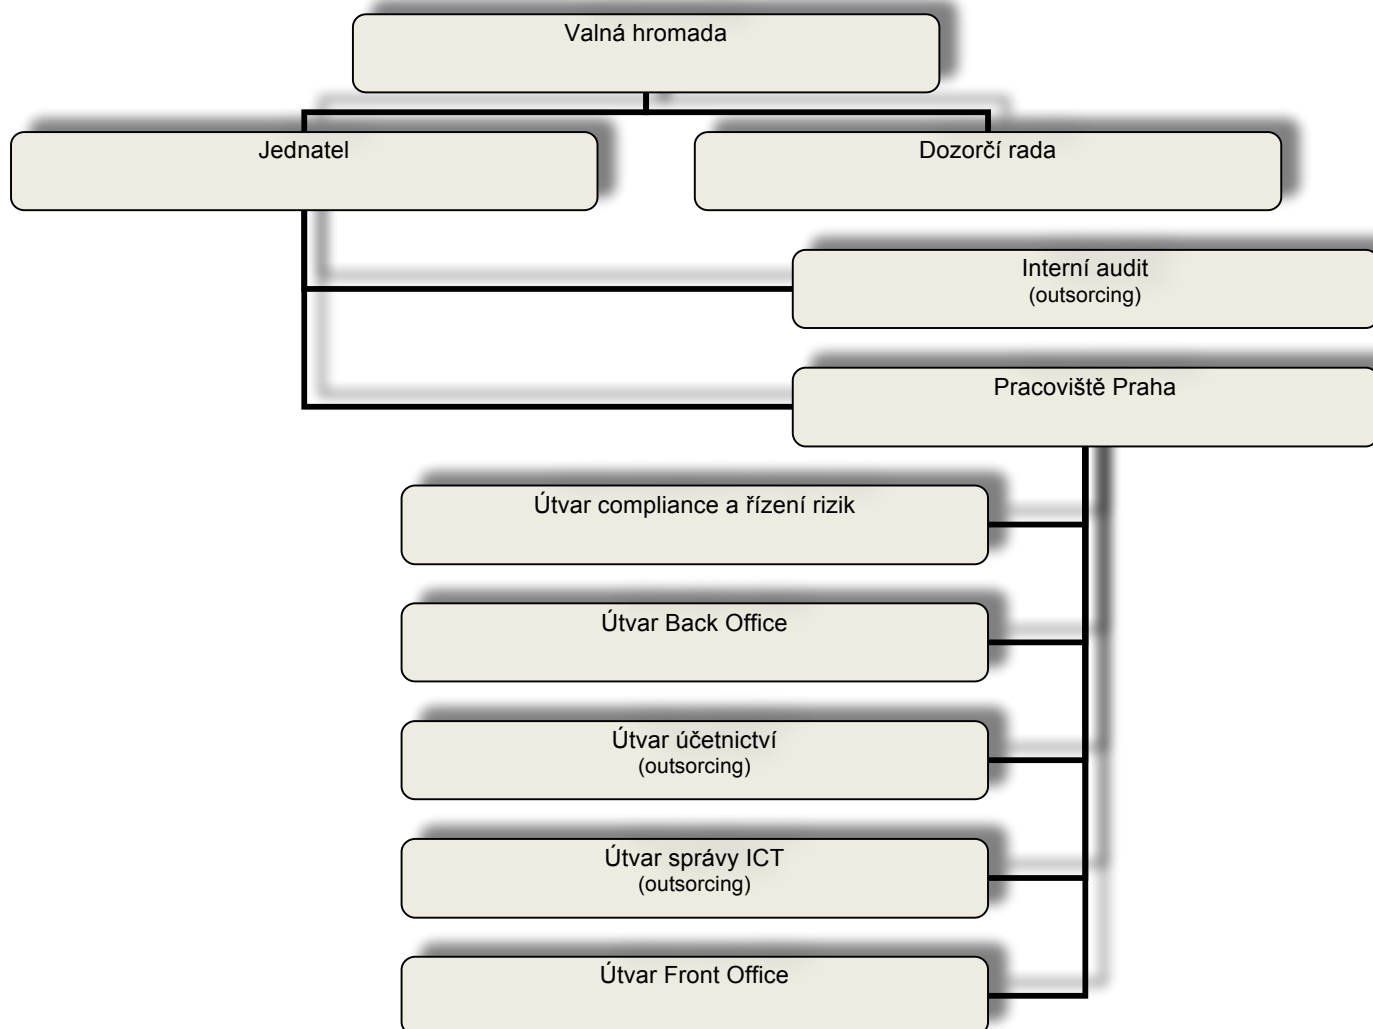 Valná hromada
Jednatel
Dozorčí rada
Interní audit
(outsorcing)
Pracoviště Praha
Útvar compliance a řízení rizik
Útvar Back Office
Útvar účetnictví
(outsorcing)
Útvar správy ICT
(outsorcing)
Útvar Front Office